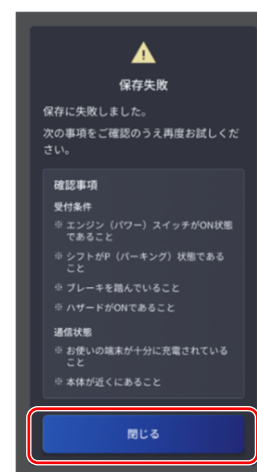 保存失敗
保存に失敗しました。
次の事項をご確認のうえ再度お試しくだ
さい。
確認事項
受付条件
※ エンジン（パワー）スイッチがON状態
であること
※ シフトがP（パーキング）状態である
こと
※ ブレーキを踏んでいること
※ ハザードがONであること
通信状態
※ お使いの端末が十分に充電されている
こと
※ 本体が近くにあること
閉じる